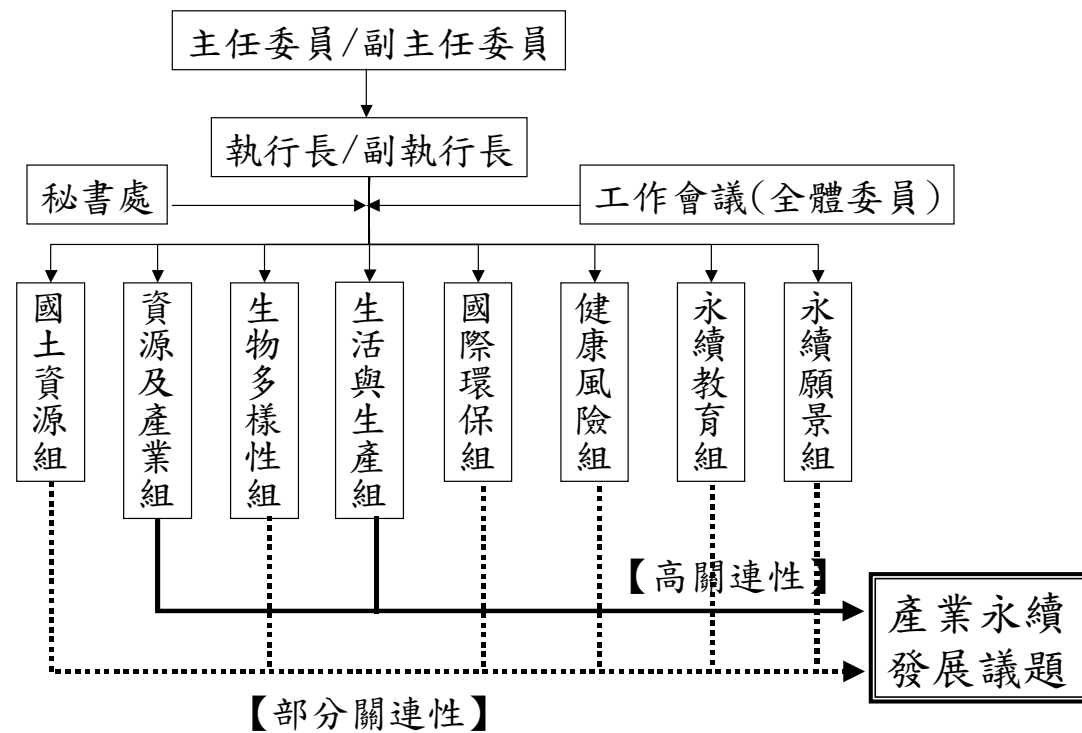 主任委員/副主任委員
執行長/副執行長
秘書處
工作會議(全體委員)
國土資源組
資源及產業組
生物多樣性組
生活與生產組
國際環保組
健康風險組
永續教育組
永續願景組
【高關連性】
產業永續
發展議題
【部分關連性】